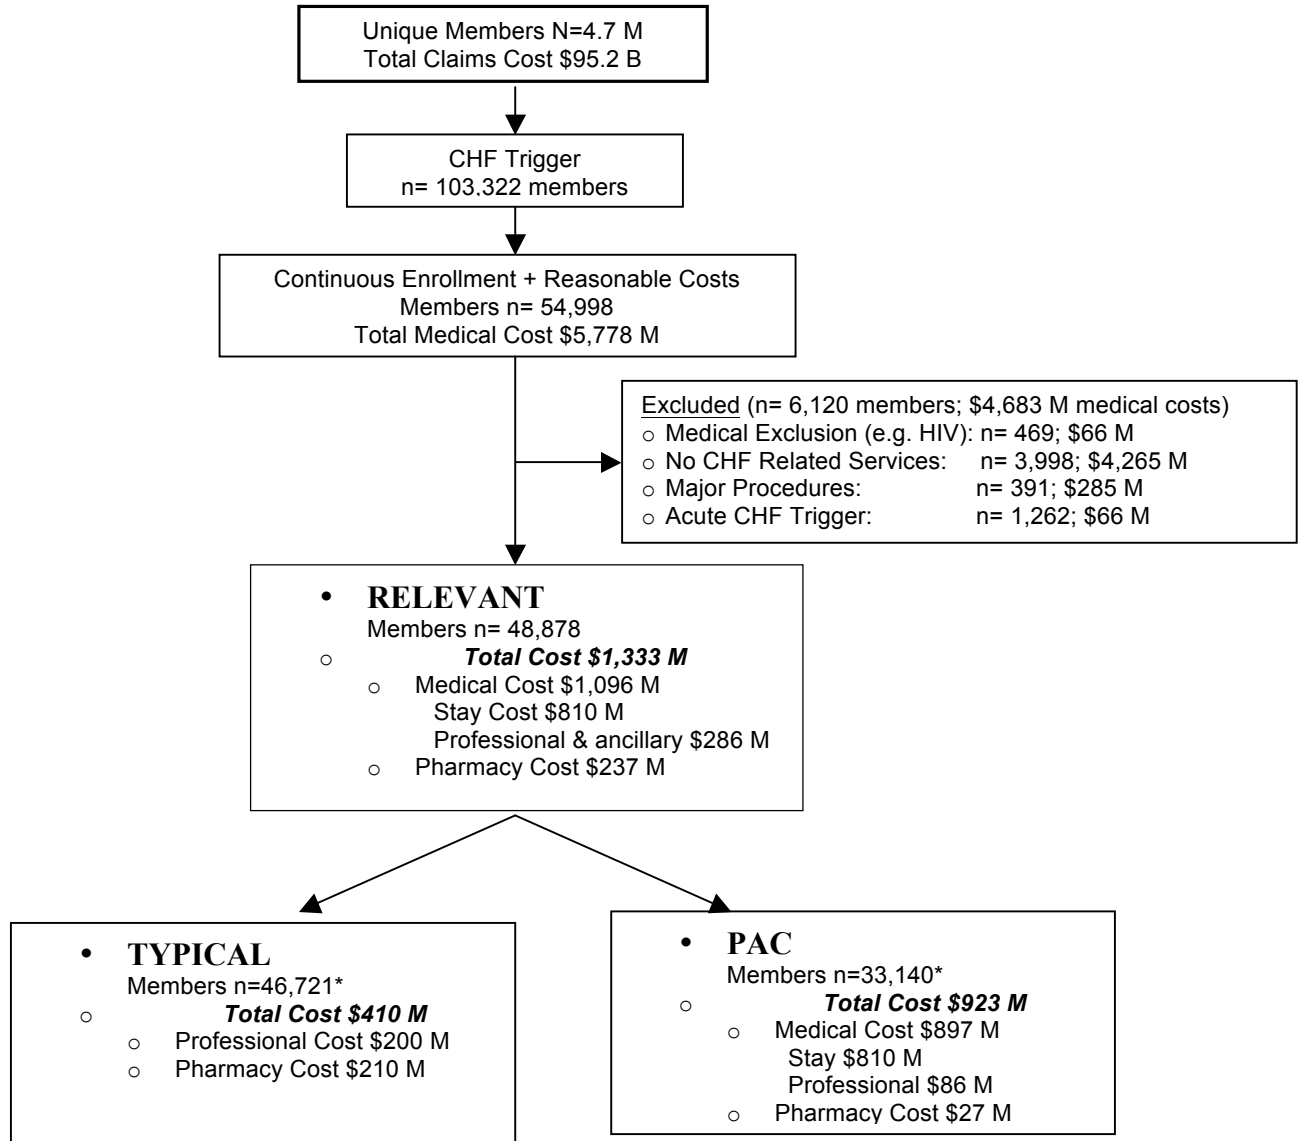 Unique Members N=4.7 M
Total Claims Cost $95.2 B
CHF Trigger
n= 103,322 members
Continuous Enrollment + Reasonable Costs
Members n= 54,998
Total Medical Cost $5,778 M
Excluded (n= 6,120 members; $4,683 M medical costs)
o Medical Exclusion (e.g. HIV): n= 469; $66 M
o No CHF Related Services: n= 3,998; $4,265 M
o Major Procedures: n= 391; $285 M
o Acute CHF Trigger: n= 1,262; $66 M
• RELEVANT
Members n= 48,878
o Total Cost $1,333 M
o Medical Cost $1,096 M
Stay Cost $810 M
Professional & ancillary $286 M
o Pharmacy Cost $237 M
• TYPICAL
Members n=46,721*
o Total Cost $410 M
o Professional Cost $200 M
o Pharmacy Cost $210 M
• PAC
Members n=33,140*
o Total Cost $923 M
o Medical Cost $897 M
Stay $810 M
Professional $86 M
o Pharmacy Cost $27 M